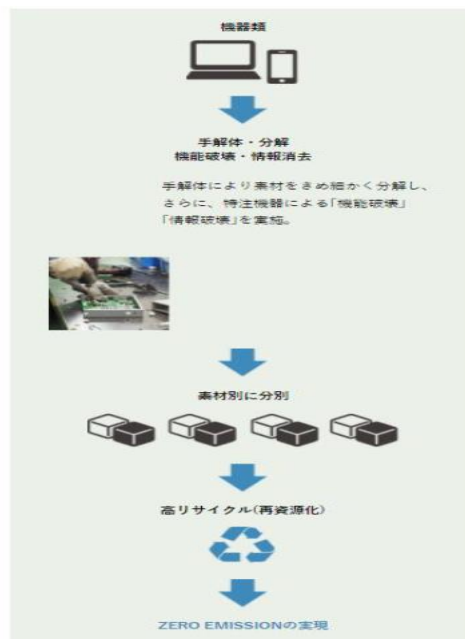 機器類
手解体・分解
機能破壊・情報消去
手解体により素材をきめ細かく分解し、
さらに、特注機器による「機能破壊」
「情報破壊」を実施。
素材別に分別
高リサイクル(再資源化)
ZERO EMISSIONの実現